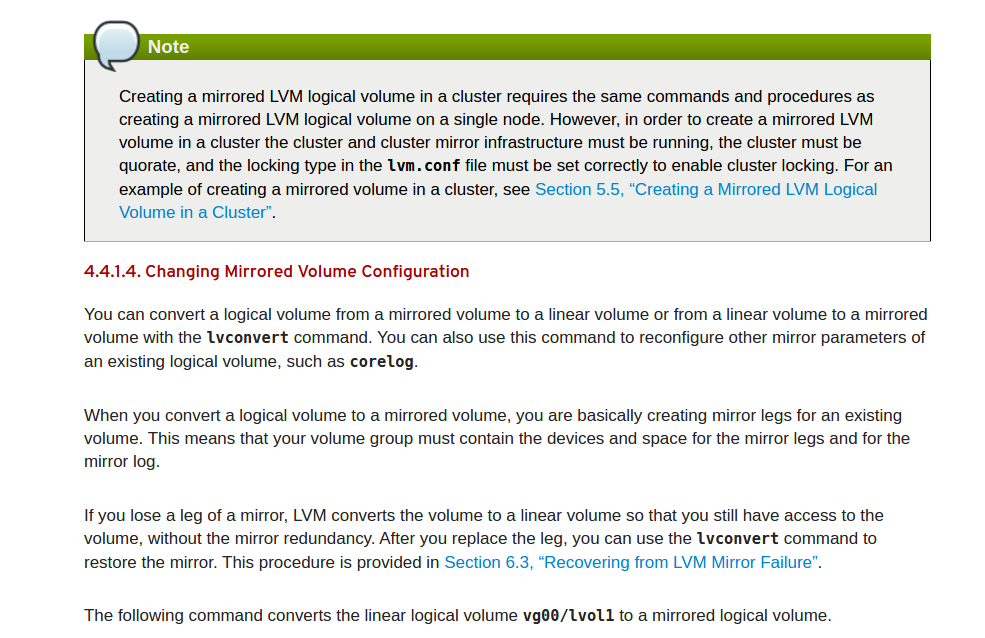 Note
Creating a mirrored LVM logical volume in a cluster requires the same commands and procedures as
creating a mirrored LVM logical volume on a single node. However, in order to create a mirrored LVM
volume in a cluster the cluster and cluster mirror infrastructure must be running, the cluster must be
quorate, and the locking type in the lvm.conf file must be set correctly to enable cluster locking. For an
example of creating a mirrored volume in a cluster, see Section 5.5, “Creating a Mirrored LVM Logical
Volume in a Cluster”.
4.4.1.4. Changing Mirrored Volume Configuration
You can convert a logical volume from a mirrored volume to a linear volume or from a linear volume to a mirrored
volume with the lvconvert command. You can also use this command to reconfigure other mirror parameters of
an existing logical volume, such as corelog.
When you convert a logical volume to a mirrored volume, you are basically creating mirror legs for an existing
volume. This means that your volume group must contain the devices and space for the mirror legs and for the
mirror log.
If you lose a leg of a mirror, LVM converts the volume to a linear volume so that you still have access to the
volume, without the mirror redundancy. After you replace the leg, you can use the lvconvert command to
restore the mirror. This procedure is provided in Section 6.3, “Recovering from LVM Mirror Failure”.
The following command converts the linear logical volume vg00/lvol1 to a mirrored logical volume.